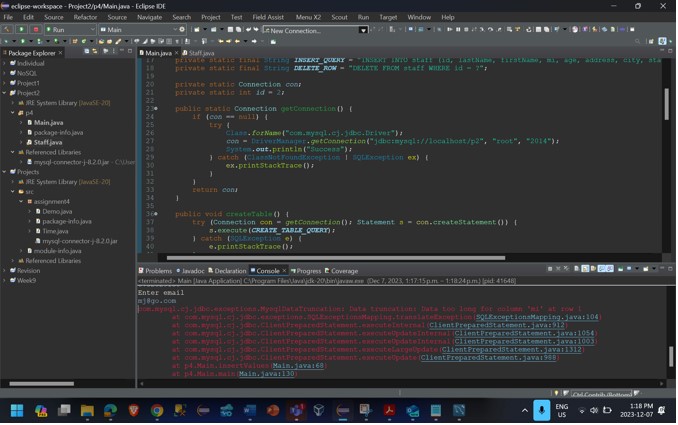 eclipse-workspace - Project2/p4/Main.java - Eclipse IDE
File Edit Source Refactor Source Navigate Search Project Test Field Assist Menu X2 Scout Run Target Window Help
Run
Main
New Connection...
Package Explorer
Individual
NoSQL
Project1
Project2
JRE System Library [JavaSE-20]
p4
Main.java
package-info.java
Staff.java
Referenced Libraries
mysql-connector-j-8.2.0.jar - C:\User
Projects
JRE System Library [JavaSE-20]
src
assignment4
Demo.java
package-info.java
Time.java
mysql-connector-j-8.2.0.jar
module-info.java
Referenced Libraries
Revision
Week9
Main.java Staff.java
17 private static final String INSERT_QUERY = "INSERT INTO staff (id, lastName, firstName, mi, age, address, city, sta
18 private static final String DELETE_ROW = "DELETE FROM staff WHERE id = ?";
20 private static Connection con;
21 private static int id = 2;
22
23 public static Connection getConnection() {
24 if (con == null) {
25 try {
26 Class.forName("com.mysql.cj.jdbc.Driver");
27 con = DriverManager.getConnection("jdbc:mysql://localhost/p2", "root", "2014");
28 System.out.println("Success");
29 } catch (ClassNotFoundException | SQLException ex) {
30 ex.printStackTrace();
31 }
32 }
33 return con;
34 }
35
36 public void createTable() {
37 try (Connection con = getConnection(); Statement s = con.createStatement()) {
38 s.execute(CREATE_TABLE_QUERY);
39 } catch (SQLException e) {
40 e.printStackTrace();
Problems Javadoc Declaration Console Progress Coverage
<terminated> Main [Java Application] C:\Program Files\Java\jdk-20\bin\javaw.exe (Dec 7, 2023, 1:17:15 p.m. – 1:18:24 p.m.) [pid: 41648]
Enter email
mj@go.com
com.mysql.cj.jdbc.exceptions.MysqlDataTruncation: Data truncation: Data too long for column 'mi' at row 1
at com.mysql.cj.jdbc.exceptions.SQLExceptionsMapping.translateException(SQLExceptionsMapping.java:104)
at com.mysql.cj.jdbc.ClientPreparedStatement.executeInternal(ClientPreparedStatement.java:912)
at com.mysql.cj.jdbc.ClientPreparedStatement.executeUpdateInternal(ClientPreparedStatement.java:1054)
at com.mysql.cj.jdbc.ClientPreparedStatement.executeUpdateInternal(ClientPreparedStatement.java:1003)
at com.mysql.cj.jdbc.ClientPreparedStatement.executeLargeUpdate(ClientPreparedStatement.java:1312)
at com.mysql.cj.jdbc.ClientPreparedStatement.executeUpdate(ClientPreparedStatement.java:988)
at p4.Main.insertValues(Main.java:68)
at p4.Main.main(Main.java:130)
ENG
US
1:18 PM
2023-12-07